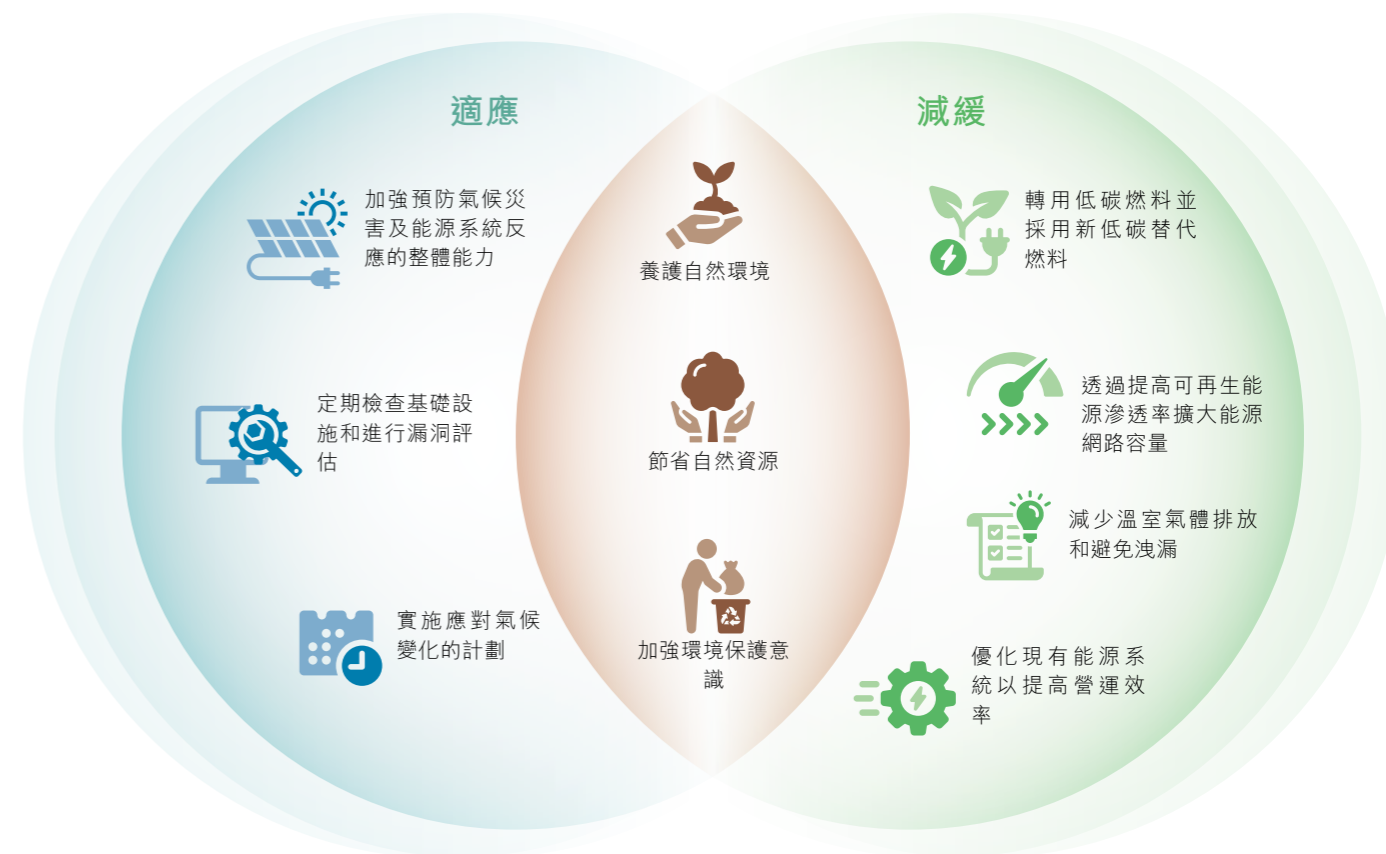 適應
加強預防氣候災
害及能源系統反
應的整體能力
定期檢查基礎設
施和進行漏洞評
估
實施應對氣候
變化的計劃
養護自然環境
節省自然資源
加強環境保護意
識
減緩
轉用低碳燃料並
採用新低碳替代
燃料
透過提高可再生能
源滲透率擴大能源
網路容量
減少溫室氣體排放
和避免洩漏
優化現有能源系
統以提高營運效
率